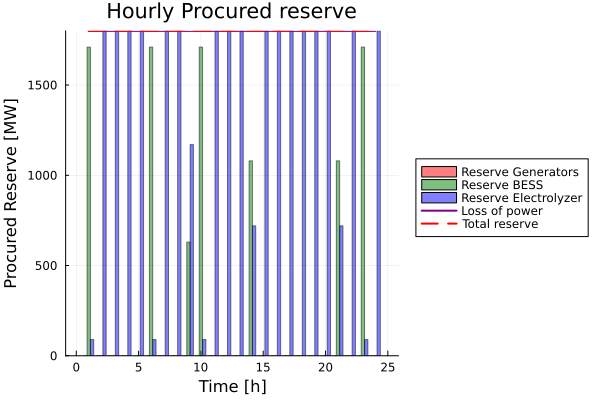 Hourly Procured reserve
Procured Reserve [MW]
1500
1000
500
0
0 5 10 15 20 25
Time [h]
Reserve Generators
Reserve BESS
Reserve Electrolyzer
Loss of power
Total reserve